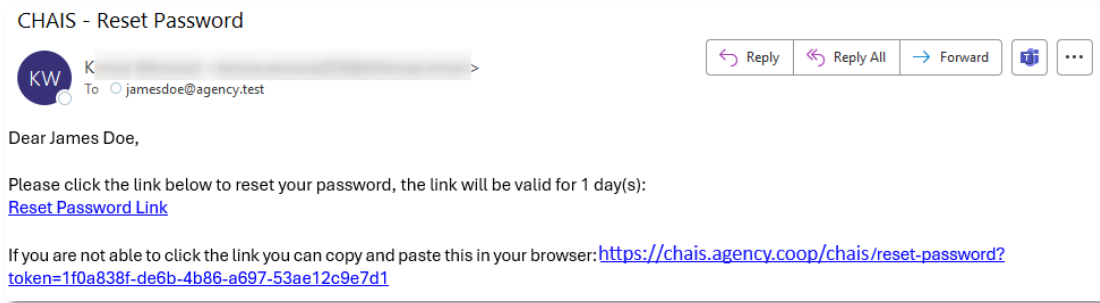 CHAIS - Reset Password
KW
K >
To jamesdoe@agency.test
Reply
Reply All
Forward
Dear James Doe,
Please click the link below to reset your password, the link will be valid for 1 day(s):
Reset Password Link
If you are not able to click the link you can copy and paste this in your browser: https://chais.agency.coop/chais/reset-password?
token=1f0a838f-de6b-4b86-a697-53ae12c9e7d1